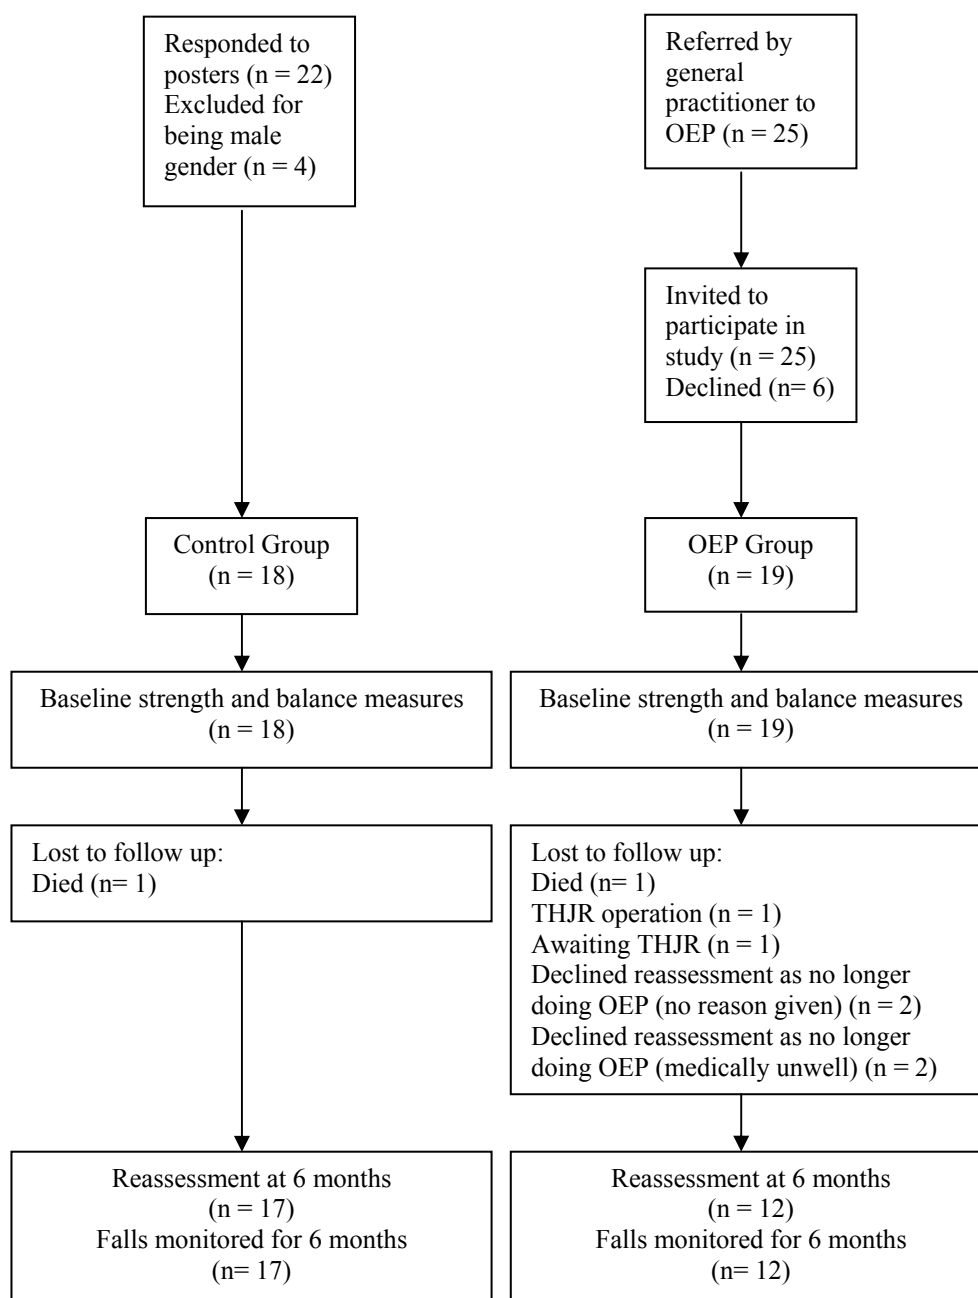 Responded to
posters (n = 22)
Excluded for
being male
gender (n = 4)
Referred by
general
practitioner to
OEP (n = 25)
Invited to
participate in
study (n = 25)
Declined (n= 6)
Control Group
(n = 18)
OEP Group
(n = 19)
Baseline strength and balance measures
(n = 18)
Baseline strength and balance measures
(n = 19)
Lost to follow up:
Died (n= 1)
Lost to follow up:
Died (n= 1)
THJR operation (n = 1)
Awaiting THJR (n = 1)
Declined reassessment as no longer
doing OEP (no reason given) (n = 2)
Declined reassessment as no longer
doing OEP (medically unwell) (n = 2)
Reassessment at 6 months
(n = 17)
Falls monitored for 6 months
(n= 17)
Reassessment at 6 months
(n = 12)
Falls monitored for 6 months
(n= 12)